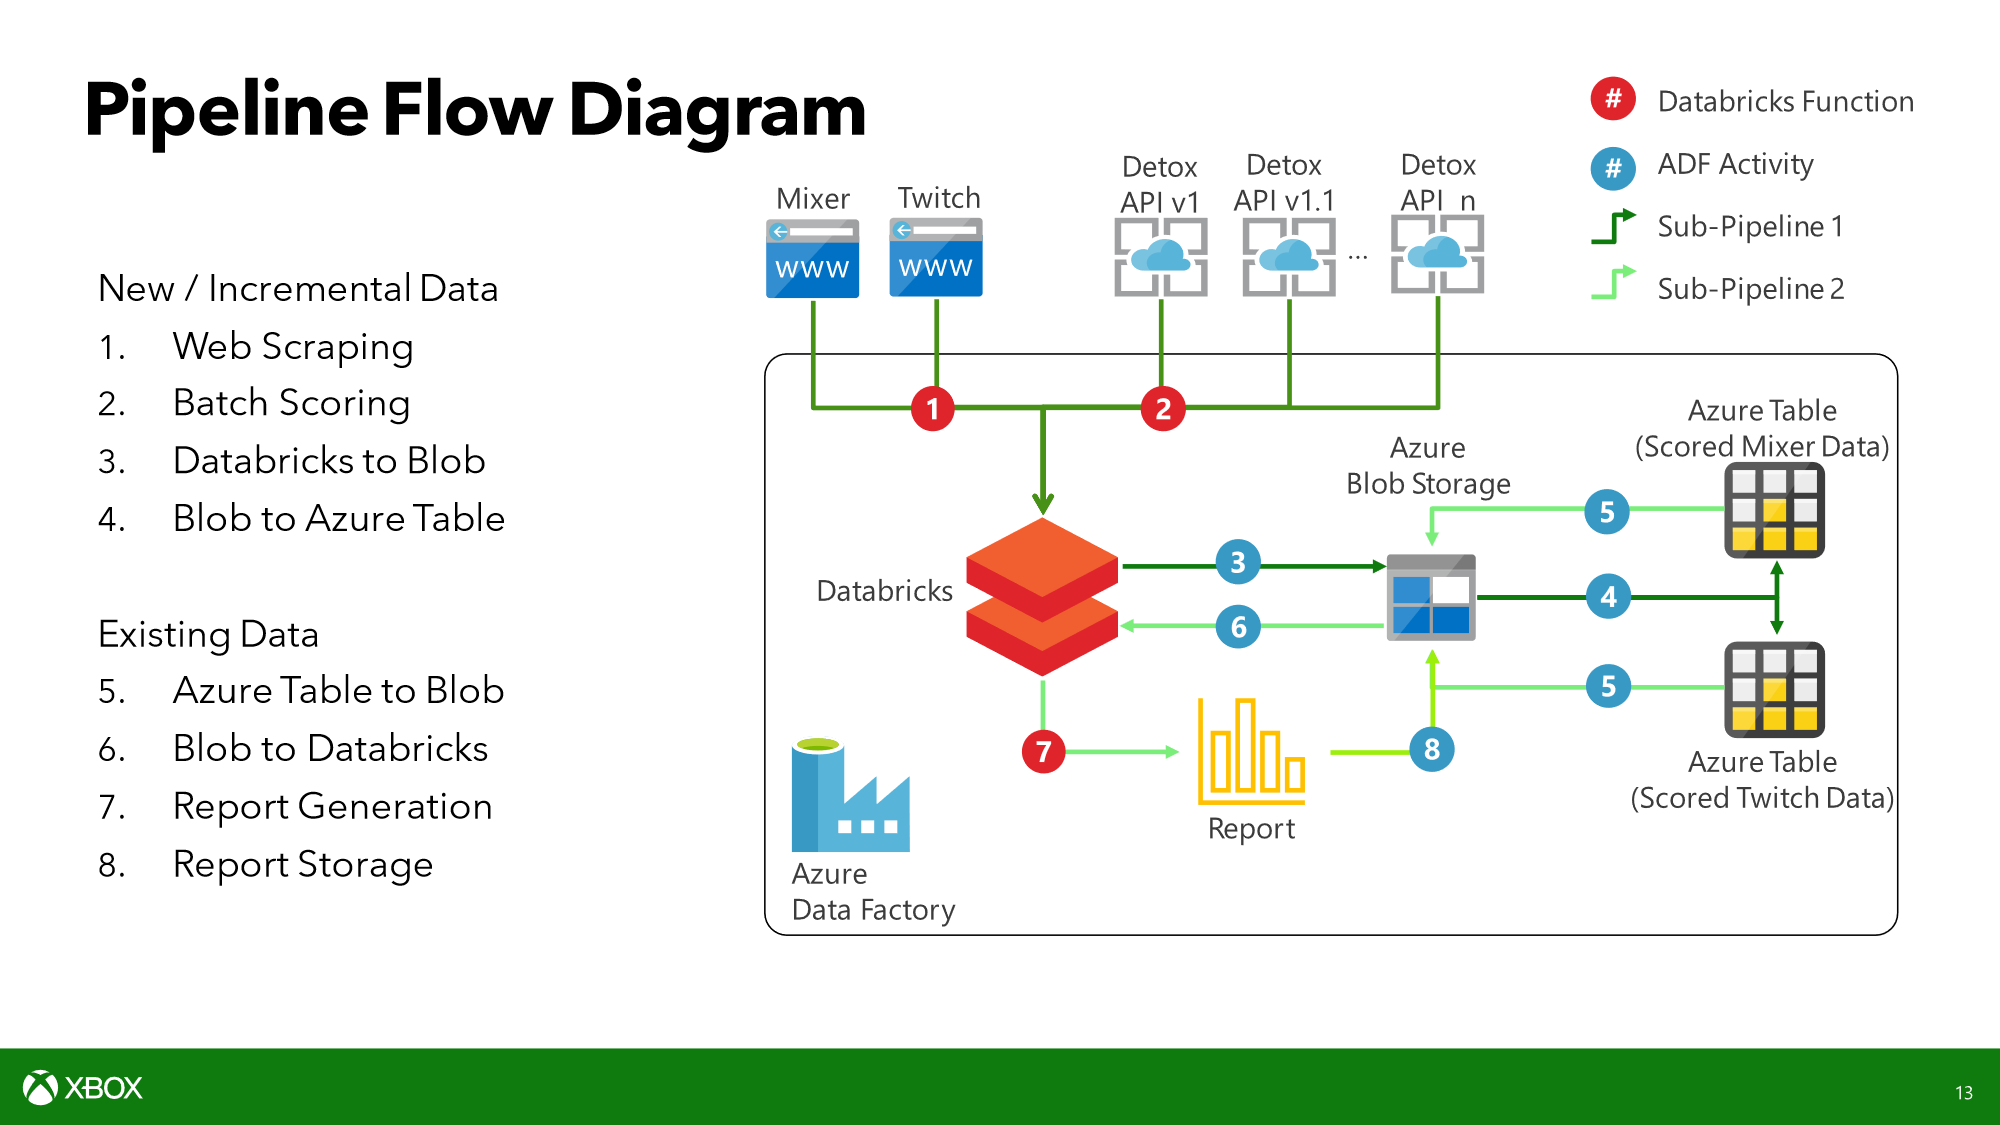 Pipeline Flow Diagram
# Databricks Function
# ADF Activity
Sub-Pipeline 1
Sub-Pipeline 2
New / Incremental Data
1. Web Scraping
2. Batch Scoring
3. Databricks to Blob
4. Blob to Azure Table
Existing Data
5. Azure Table to Blob
6. Blob to Databricks
7. Report Generation
8. Report Storage
Mixer
www
Twitch
www
Detox
API v1
Detox
API v1.1
...
Detox
API n
1
2
Azure
Blob Storage
Azure Table
(Scored Mixer Data)
5
3
4
Databricks
6
5
7
8
Report
Azure Table
(Scored Twitch Data)
Azure
Data Factory
XBOX
13